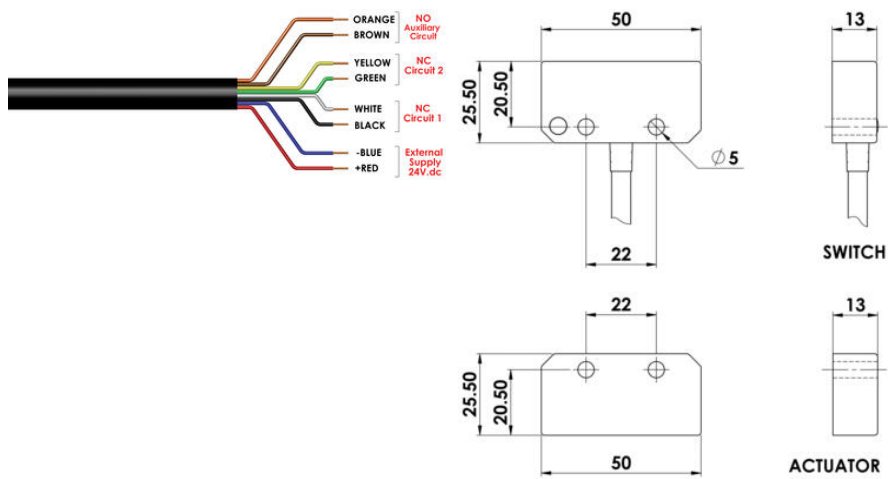 ORANGE
NO
Auxiliary
Circuit
BROWN
YELLOW
NC
Circuit 2
GREEN
WHITE
NC
Circuit 1
BLACK
-BLUE
External
Supply
24V.dc
+RED
50
13
25.50
20.50
Ø 5
22
SWITCH
22
13
25.50
20.50
50
ACTUATOR